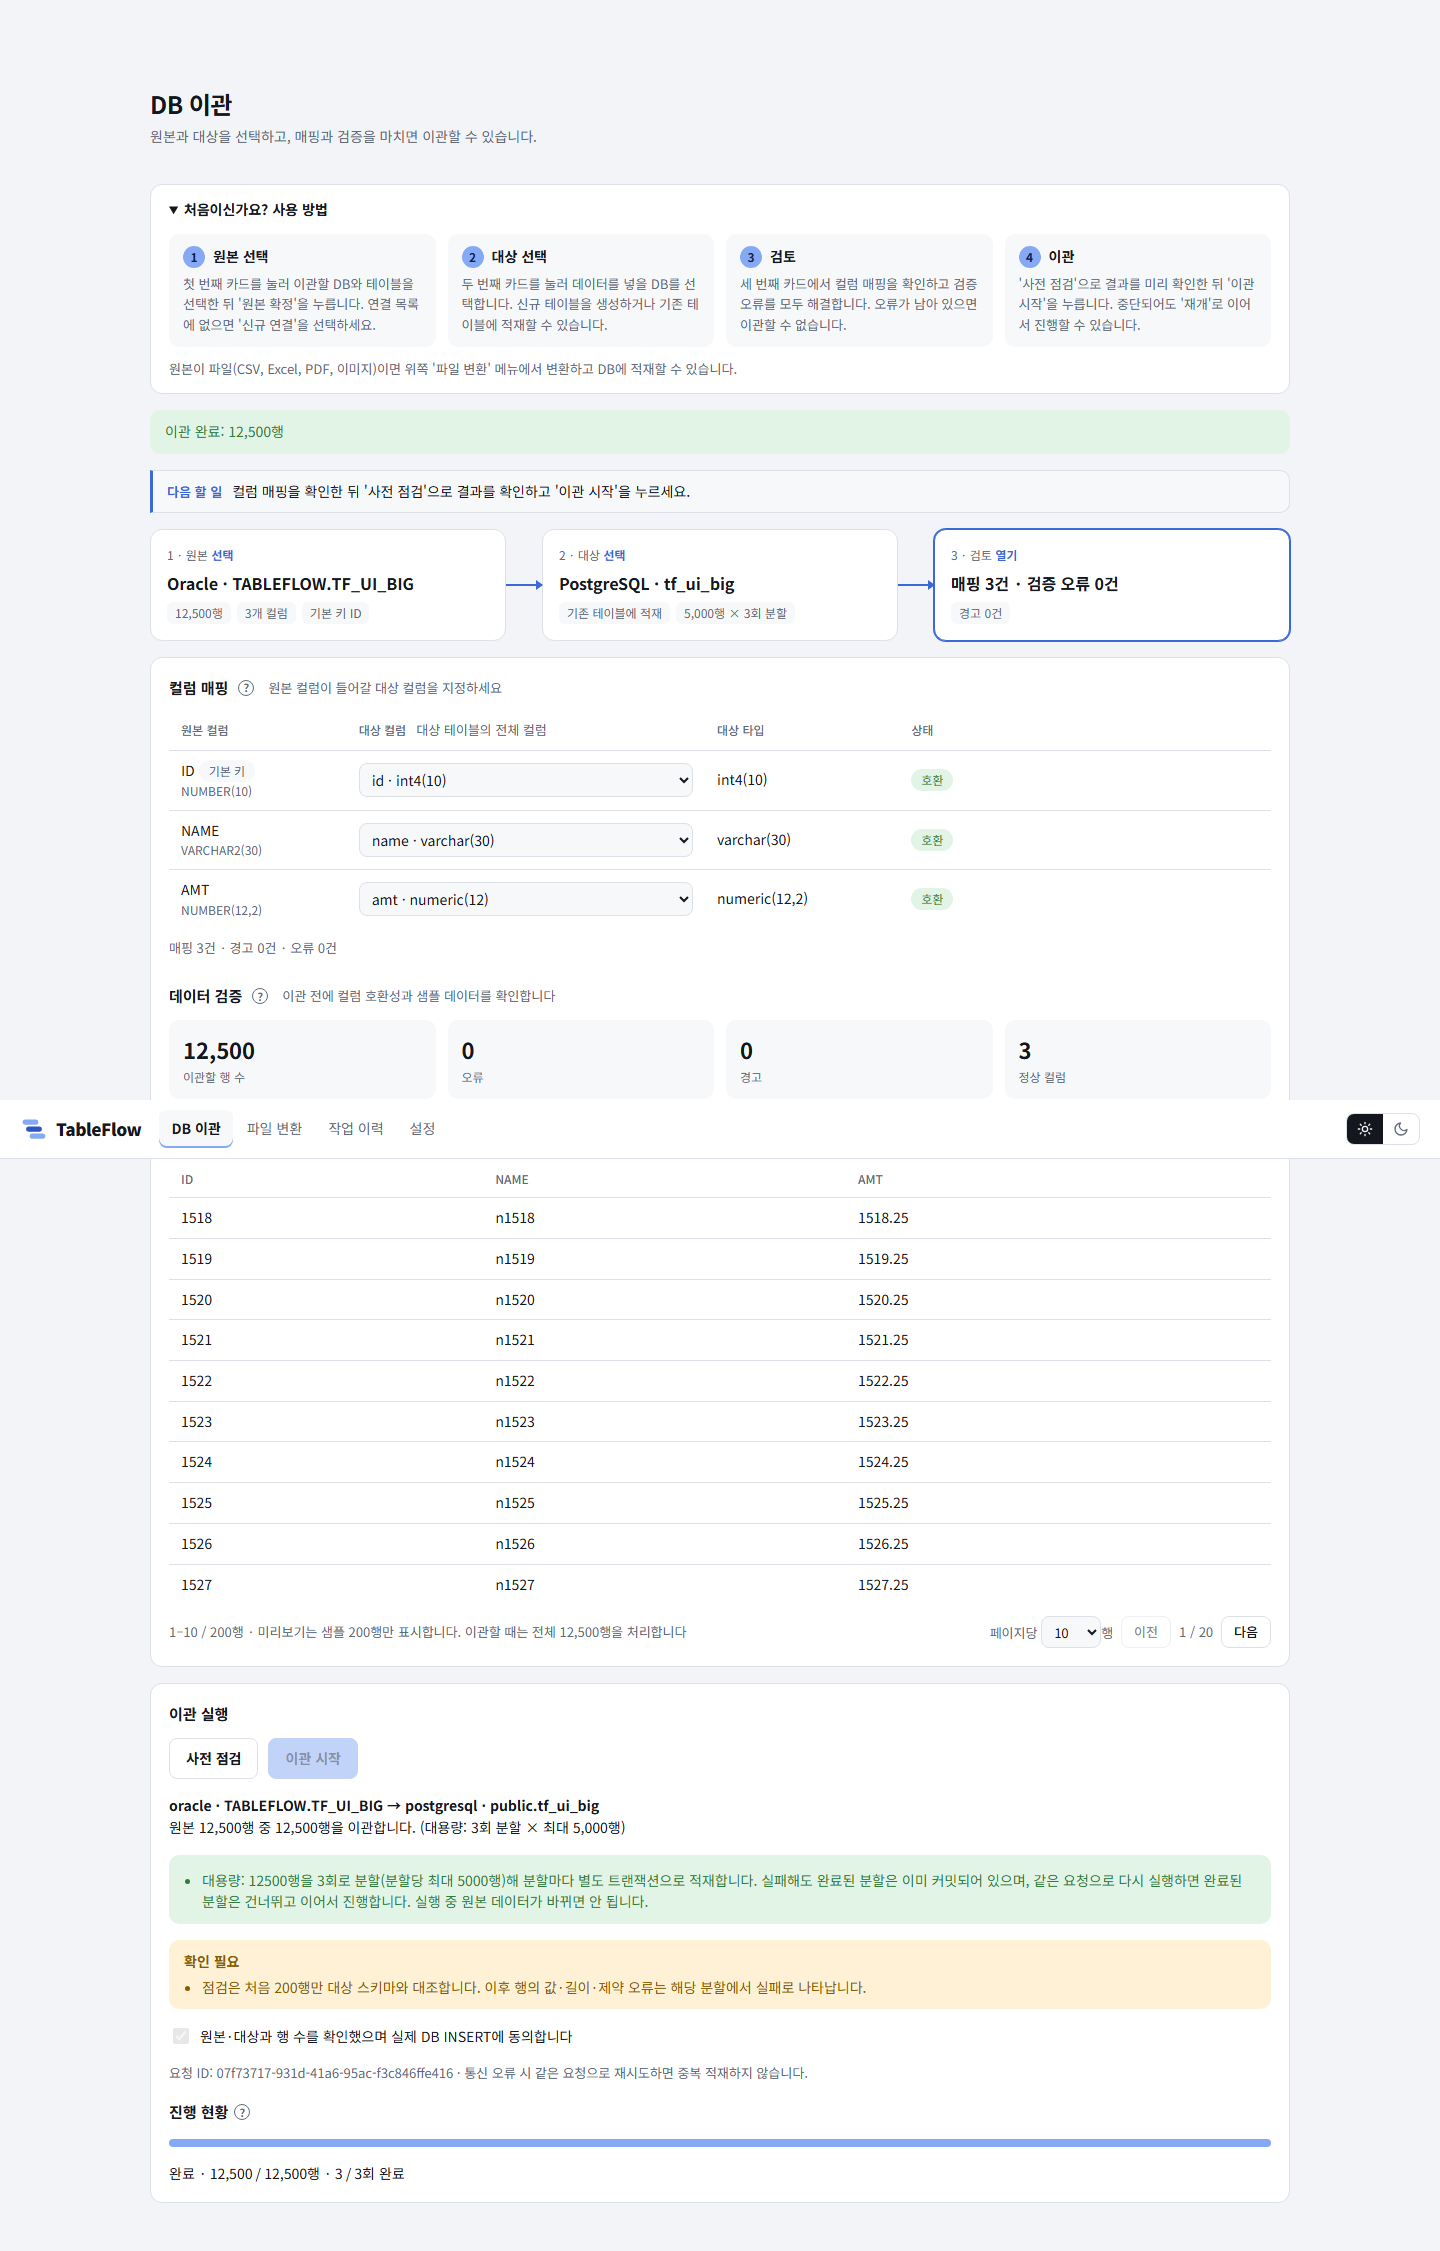 DB 이관
원본과 대상을 선택하고, 매핑과 검증을 마치면 이관할 수 있습니다.
▼ 처음이신가요? 사용 방법
1 원본 선택
첫 번째 카드를 눌러 이관할 DB와 테이블을
선택한 뒤 '원본 확정'을 누릅니다. 연결 목록
에 없으면 '신규 연결'을 선택하세요.
2 대상 선택
두 번째 카드를 눌러 데이터를 넣을 DB를 선
택합니다. 신규 테이블을 생성하거나 기존 테
이블에 적재할 수 있습니다.
3 검토
세 번째 카드에서 컬럼 매핑을 확인하고 검증
오류를 모두 해결합니다. 오류가 남아 있으면
이관할 수 없습니다.
4 이관
'사전 점검'으로 결과를 미리 확인한 뒤 '이관
시작'을 누릅니다. 중단되어도 '재개'로 이어
서 진행할 수 있습니다.
원본이 파일(CSV, Excel, PDF, 이미지)이면 위쪽 '파일 변환' 메뉴에서 변환하고 DB에 적재할 수 있습니다.
이관 완료: 12,500행
다음 할 일 컬럼 매핑을 확인한 뒤 '사전 점검'으로 결과를 확인하고 '이관 시작'을 누르세요.
1 · 원본 선택
Oracle · TABLEFLOW.TF_UI_BIG
12,500행 3개 컬럼 기본 키 ID
2 · 대상 선택
PostgreSQL · tf_ui_big
기존 테이블에 적재 5,000행 × 3회 분할
3 · 검토 열기
매핑 3건 · 검증 오류 0건
경고 0건
컬럼 매핑 ? 원본 컬럼이 들어갈 대상 컬럼을 지정하세요
원본 컬럼 대상 컬럼 대상 테이블의 전체 컬럼 대상 타입 상태
ID 기본 키
NUMBER(10)
id · int4(10) int4(10) 호환
NAME
VARCHAR2(30)
name · varchar(30) varchar(30) 호환
AMT
NUMBER(12,2)
amt · numeric(12) numeric(12,2) 호환
매핑 3건 · 경고 0건 · 오류 0건
데이터 검증 ? 이관 전에 컬럼 호환성과 샘플 데이터를 확인합니다
12,500 0 0 3
이관할 행 수 오류 경고 정상 컬럼
TableFlow DB 이관 파일 변환 작업 이력 설정
ID NAME AMT
1518 n1518 1518.25
1519 n1519 1519.25
1520 n1520 1520.25
1521 n1521 1521.25
1522 n1522 1522.25
1523 n1523 1523.25
1524 n1524 1524.25
1525 n1525 1525.25
1526 n1526 1526.25
1527 n1527 1527.25
1–10 / 200행 · 미리보기는 샘플 200행만 표시합니다. 이관할 때는 전체 12,500행을 처리합니다 페이지당 10 행 이전 1 / 20 다음
이관 실행
사전 점검 이관 시작
oracle · TABLEFLOW.TF_UI_BIG → postgresql · public.tf_ui_big
원본 12,500행 중 12,500행을 이관합니다. (대용량: 3회 분할 × 최대 5,000행)
• 대용량: 12500행을 3회로 분할(분할당 최대 5000행)해 분할마다 별도 트랜잭션으로 적재합니다. 실패해도 완료된 분할은 이미 커밋되어 있으며, 같은 요청으로 다시 실행하면 완료된
분할은 건너뛰고 이어서 진행합니다. 실행 중 원본 데이터가 바뀌면 안 됩니다.
확인 필요
• 점검은 처음 200행만 대상 스키마와 대조합니다. 이후 행의 값·길이·제약 오류는 해당 분할에서 실패로 나타납니다.
원본·대상과 행 수를 확인했으며 실제 DB INSERT에 동의합니다
요청 ID: 07f73717-931d-41a6-95ac-f3c846ffe416 · 통신 오류 시 같은 요청으로 재시도하면 중복 적재하지 않습니다.
진행 현황 ?
완료 · 12,500 / 12,500행 · 3 / 3회 완료